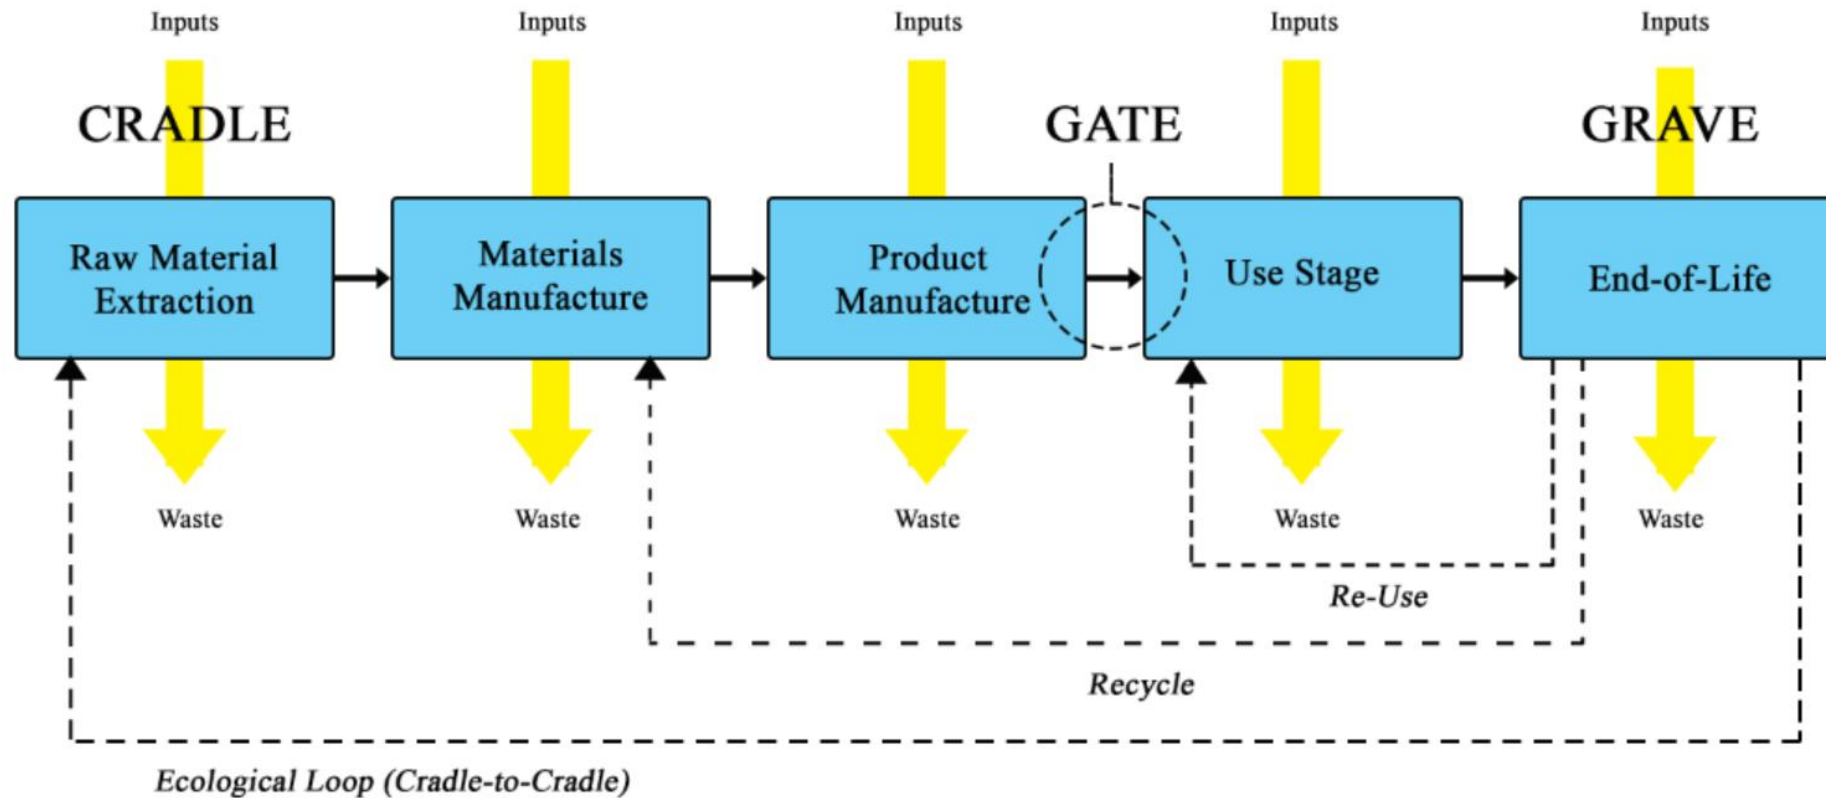 Inputs
Inputs
Inputs
Inputs
Inputs
CRADLE
GATE
GRAVE
Raw Material
Extraction
Materials
Manufacture
Product
Manufacture
Use Stage
End-of-Life
Waste
Waste
Waste
Waste
Waste
Re-Use
Recycle
Ecological Loop (Cradle-to-Cradle)